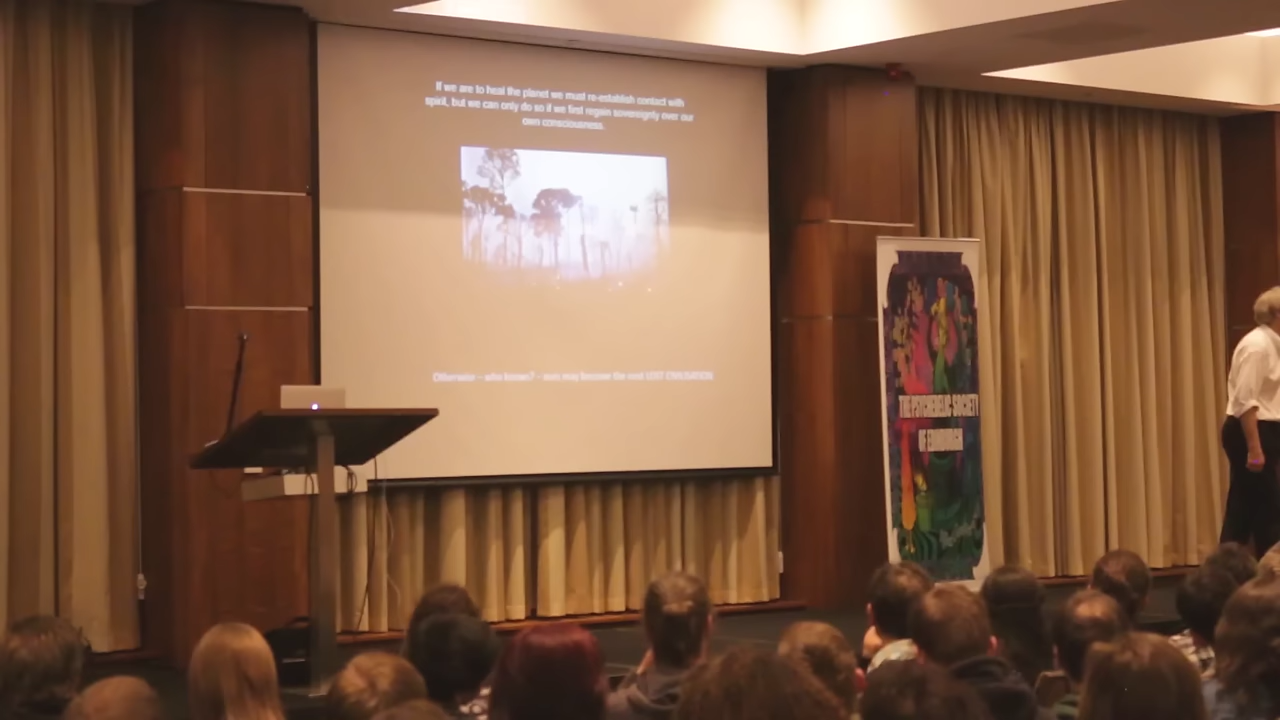 If we are to heal the planet we must re-establish contact with
spirit, but we can only do so if we first regain sovereignty over our
own consciousness.
Otherwise – who knows? – ours may become the next LOST CIVILISATION
THE PSYCHEDELIC SOCIETY
OF EDINBURGH